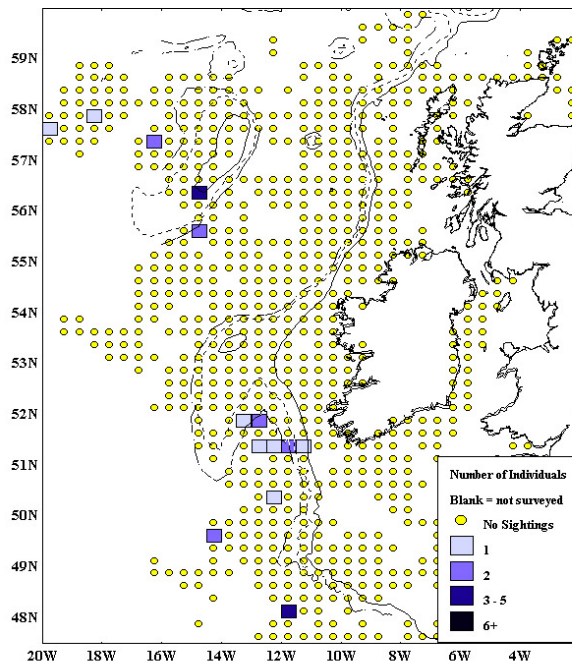 59N
58N
57N
56N
55N
54N
53N
52N
51N
50N
49N
48N
20W 18W 16W 14W 12W 10W 8W 6W 4W
Number of Individuals
Blank = not surveyed
No Sightings
1
2
3 - 5
6+